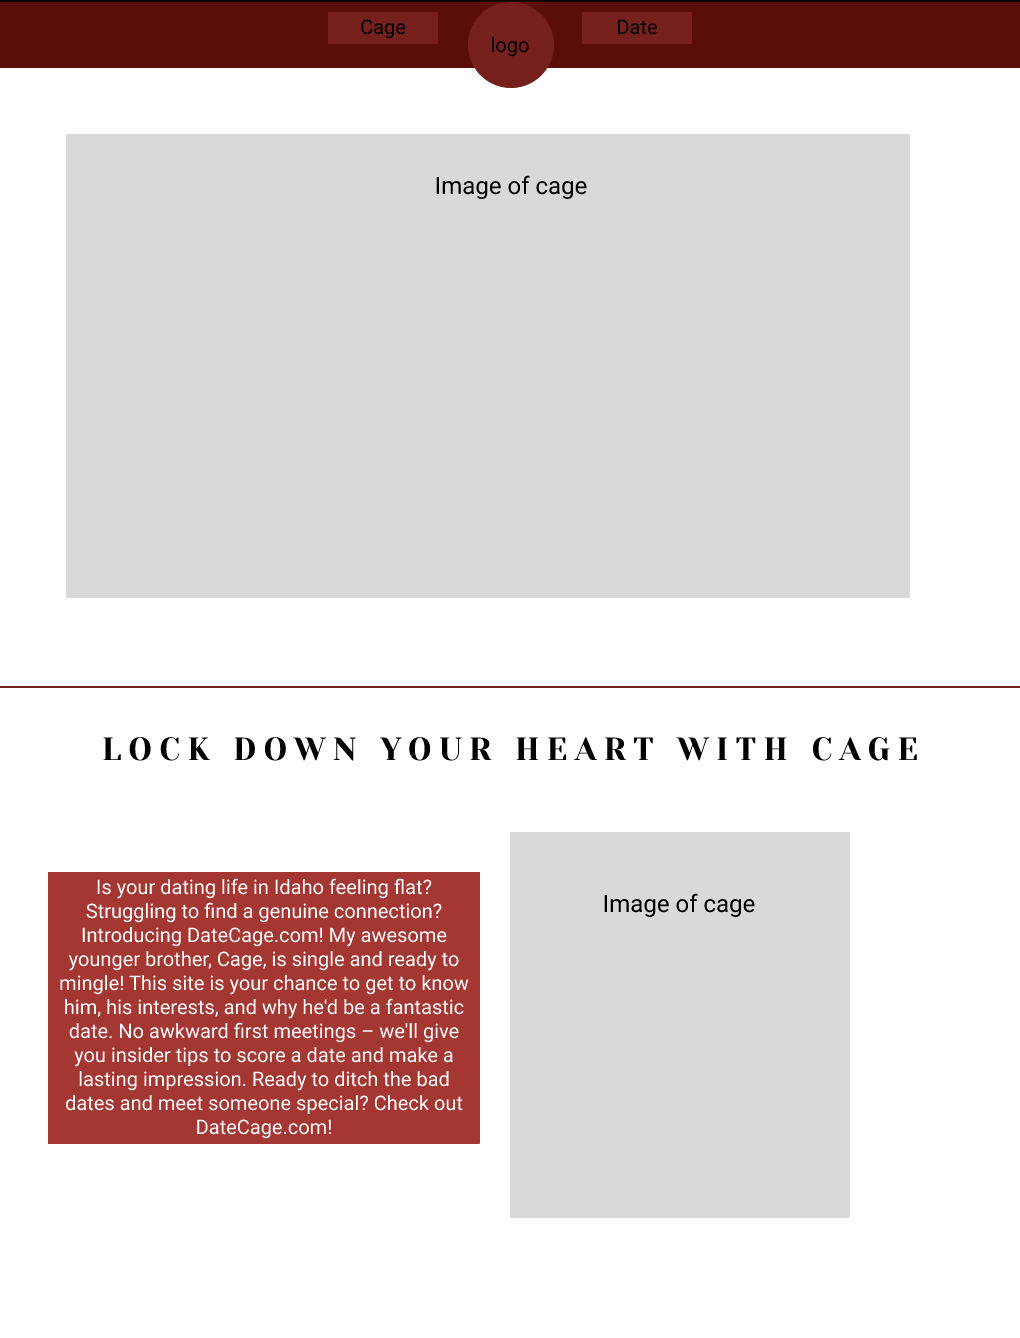 Cage
logo
Date
Image of cage
LOCK DOWN YOUR HEART WITH CAGE
Is your dating life in Idaho feeling flat?
Struggling to find a genuine connection?
Introducing DateCage.com! My awesome
younger brother, Cage, is single and ready to
mingle! This site is your chance to get to know
him, his interests, and why he'd be a fantastic
date. No awkward first meetings – we'll give
you insider tips to score a date and make a
lasting impression. Ready to ditch the bad
dates and meet someone special? Check out
DateCage.com!
Image of cage